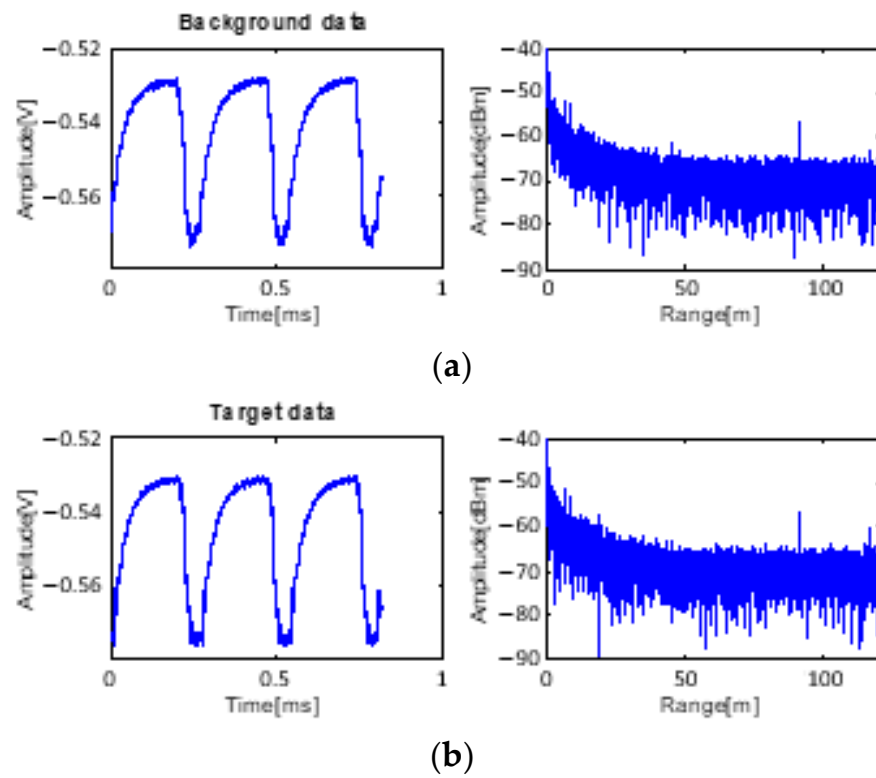 Background data
−0.52
−0.54
−0.56
Amplitude[V]
0
0.5
1
Time[ms]
−40
−50
−60
−70
−80
−90
Amplitude[dBm]
0
50
100
Range[m]
(a)
Target data
−0.52
−0.54
−0.56
Amplitude[V]
0
0.5
1
Time[ms]
−40
−50
−60
−70
−80
−90
Amplitude[dBm]
0
50
100
Range[m]
(b)